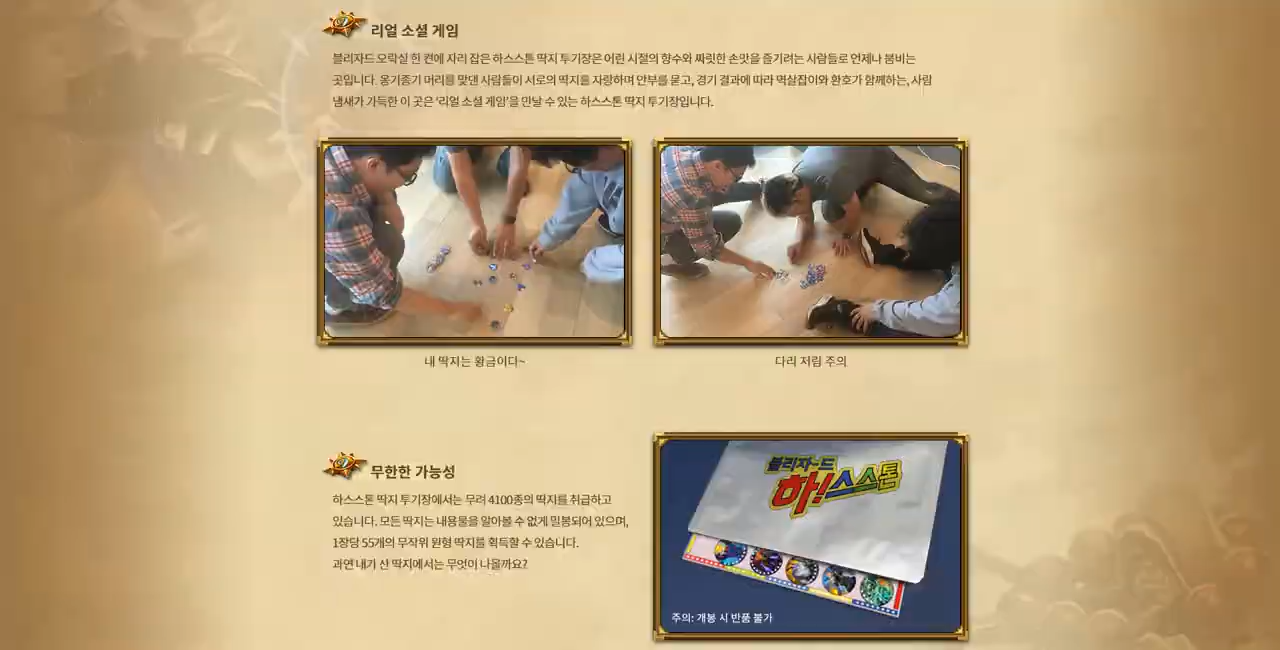 리얼 소셜 게임
블리자드 오락실 한 켠에 자리 잡은 하스스톤 딱지 투기장은 어린 시절의 향수와 짜릿한 손맛을 즐기려는 사람들로 언제나 붐비는
곳입니다. 옹기종기 머리를 맞댄 사람들이 서로의 딱지를 자랑하며 안부를 묻고, 경기 결과에 따라 멱살잡이와 환호가 함께하는, 사람
냄새가 가득한 이 곳은 '리얼 소셜 게임'을 만날 수 있는 하스스톤 딱지 투기장입니다.
내 딱지는 황금이다~
다리 저림 주의
무한한 가능성
하스스톤 딱지 투기장에서는 무려 4100종의 딱지를 취급하고
있습니다. 모든 딱지는 내용물을 알아볼 수 없게 밀봉되어 있으며,
1장당 55개의 무작위 원형 딱지를 획득할 수 있습니다.
과연 내가 산 딱지에서는 무엇이 나올까요?
블리자-드
하!스스톤
주의: 개봉 시 반품 불가